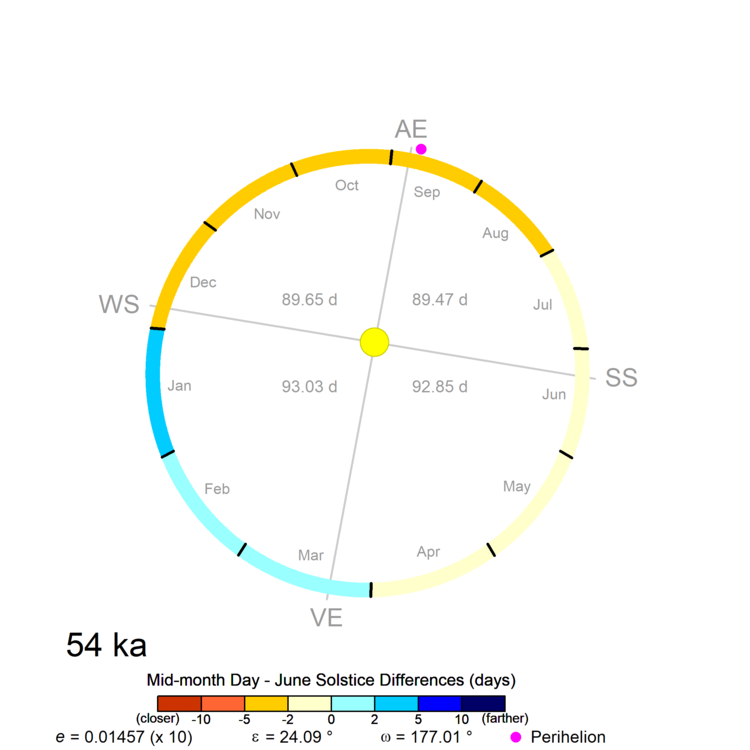 AE
Oct
Sep
Nov
Aug
Dec
89.65 d
89.47 d
Jul
WS
SS
Jan
93.03 d
92.85 d
Jun
Feb
May
Mar
Apr
VE
54 ka
Mid-month Day - June Solstice Differences (days)
(closer) -10 -5 -2 0 2 5 10 (farther)
e = 0.01457 (x 10) ε = 24.09 ° ω = 177.01 ° Perihelion